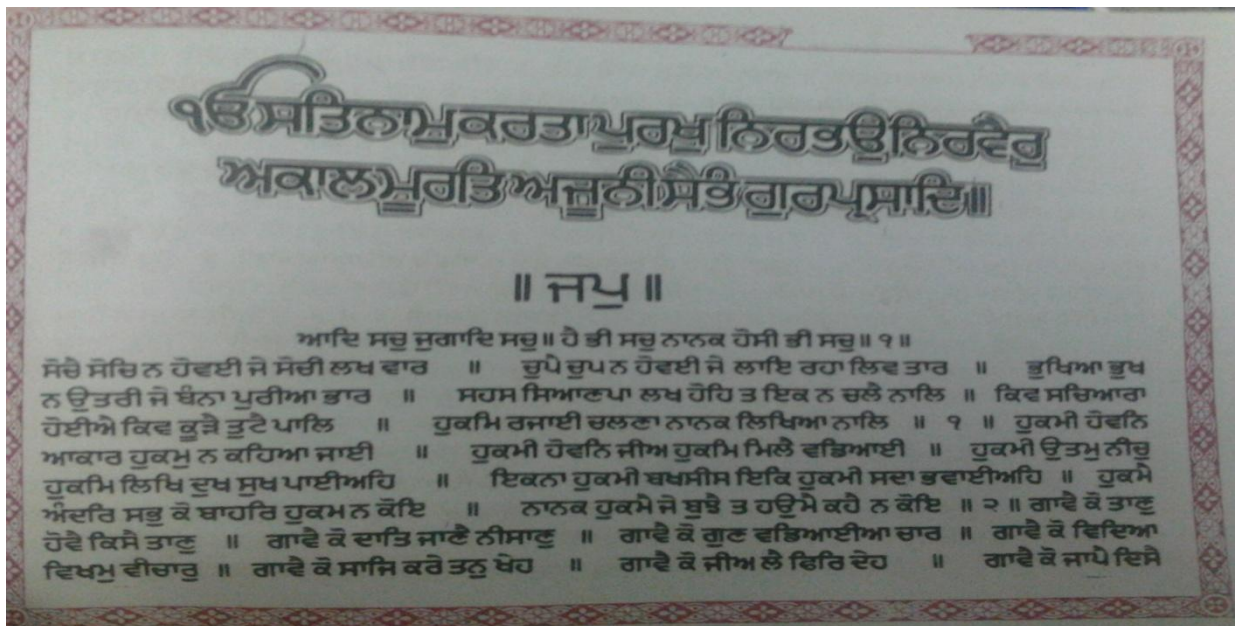 ੴ ਸਤਿਨਾਮੁ ਕਰਤਾ ਪੁਰਖੁ ਨਿਰਭਉ ਨਿਰਵੈਰੁ
ਅਕਾਲ ਮੂਰਤਿ ਅਜੂਨੀ ਸੈਭੰ ਗੁਰਪ੍ਰਸਾਦਿ॥
॥ ਜਪੁ ॥
ਆਦਿ ਸਚੁ ਜੁਗਾਦਿ ਸਚੁ॥ ਹੈ ਭੀ ਸਚੁ ਨਾਨਕ ਹੋਸੀ ਭੀ ਸਚੁ॥੧॥
ਸੋਚੈ ਸੋਚਿ ਨ ਹੋਵਈ ਜੇ ਸੋਚੀ ਲਖ ਵਾਰ ॥ ਚੁਪੈ ਚੁਪ ਨ ਹੋਵਈ ਜੇ ਲਾਇ ਰਹਾ ਲਿਵ ਤਾਰ ॥ ਭੁਖਿਆ ਭੁਖ
ਨ ਉਤਰੀ ਜੇ ਬੰਨਾ ਪੁਰੀਆ ਭਾਰ ॥ ਸਹਸ ਸਿਆਣਪਾ ਲਖ ਹੋਹਿ ਤ ਇਕ ਨ ਚਲੈ ਨਾਲਿ ॥ ਕਿਵ ਸਚਿਆਰਾ
ਹੋਈਐ ਕਿਵ ਕੂੜੈ ਤੁਟੈ ਪਾਲਿ ॥ ਹੁਕਮਿ ਰਜਾਈ ਚਲਣਾ ਨਾਨਕ ਲਿਖਿਆ ਨਾਲਿ ॥ ੧ ॥ ਹੁਕਮੀ ਹੋਵਨਿ
ਆਕਾਰ ਹੁਕਮੁ ਨ ਕਹਿਆ ਜਾਈ ॥ ਹੁਕਮੀ ਹੋਵਨਿ ਜੀਅ ਹੁਕਮਿ ਮਿਲੈ ਵਡਿਆਈ ॥ ਹੁਕਮੀ ਉਤਮੁ ਨੀਚੁ
ਹੁਕਮਿ ਲਿਖਿ ਦੁਖ ਸੁਖ ਪਾਈਅਹਿ ॥ ਇਕਨਾ ਹੁਕਮੀ ਬਖਸੀਸ ਇਕਿ ਹੁਕਮੀ ਸਦਾ ਭਵਾਈਅਹਿ ॥ ਹੁਕਮੈ
ਅੰਦਰਿ ਸਭੁ ਕੋ ਬਾਹਰਿ ਹੁਕਮ ਨ ਕੋਇ ॥ ਨਾਨਕ ਹੁਕਮੈ ਜੇ ਬੁਝੈ ਤ ਹਉਮੈ ਕਹੈ ਨ ਕੋਇ ॥੨॥ ਗਾਵੈ ਕੋ ਤਾਣੁ
ਹੋਵੈ ਕਿਸੈ ਤਾਣੁ ॥ ਗਾਵੈ ਕੋ ਦਾਤਿ ਜਾਣੈ ਨੀਸਾਣੁ ॥ ਗਾਵੈ ਕੋ ਗੁਣ ਵਡਿਆਈਆ ਚਾਰ ॥ ਗਾਵੈ ਕੋ ਵਿਦਿਆ
ਵਿਖਮੁ ਵੀਚਾਰੁ ॥ ਗਾਵੈ ਕੋ ਸਾਜਿ ਕਰੇ ਤਨੁ ਖੇਹ ॥ ਗਾਵੈ ਕੋ ਜੀਅ ਲੈ ਫਿਰਿ ਦੇਹ ॥ ਗਾਵੈ ਕੋ ਜਾਪੈ ਦਿਸੈ